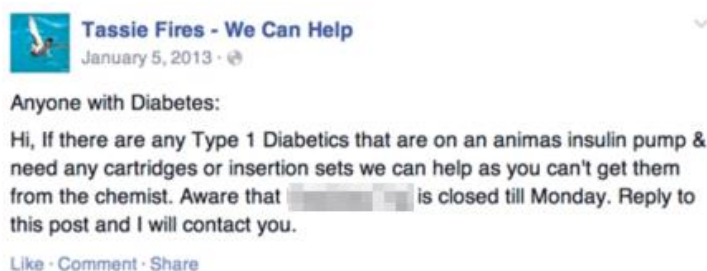 Tassie Fires - We Can Help
January 5, 2013 ·
Anyone with Diabetes:
Hi, If there are any Type 1 Diabetics that are on an animas insulin pump &
need any cartridges or insertion sets we can help as you can't get them
from the chemist. Aware that is closed till Monday. Reply to
this post and I will contact you.
Like · Comment · Share